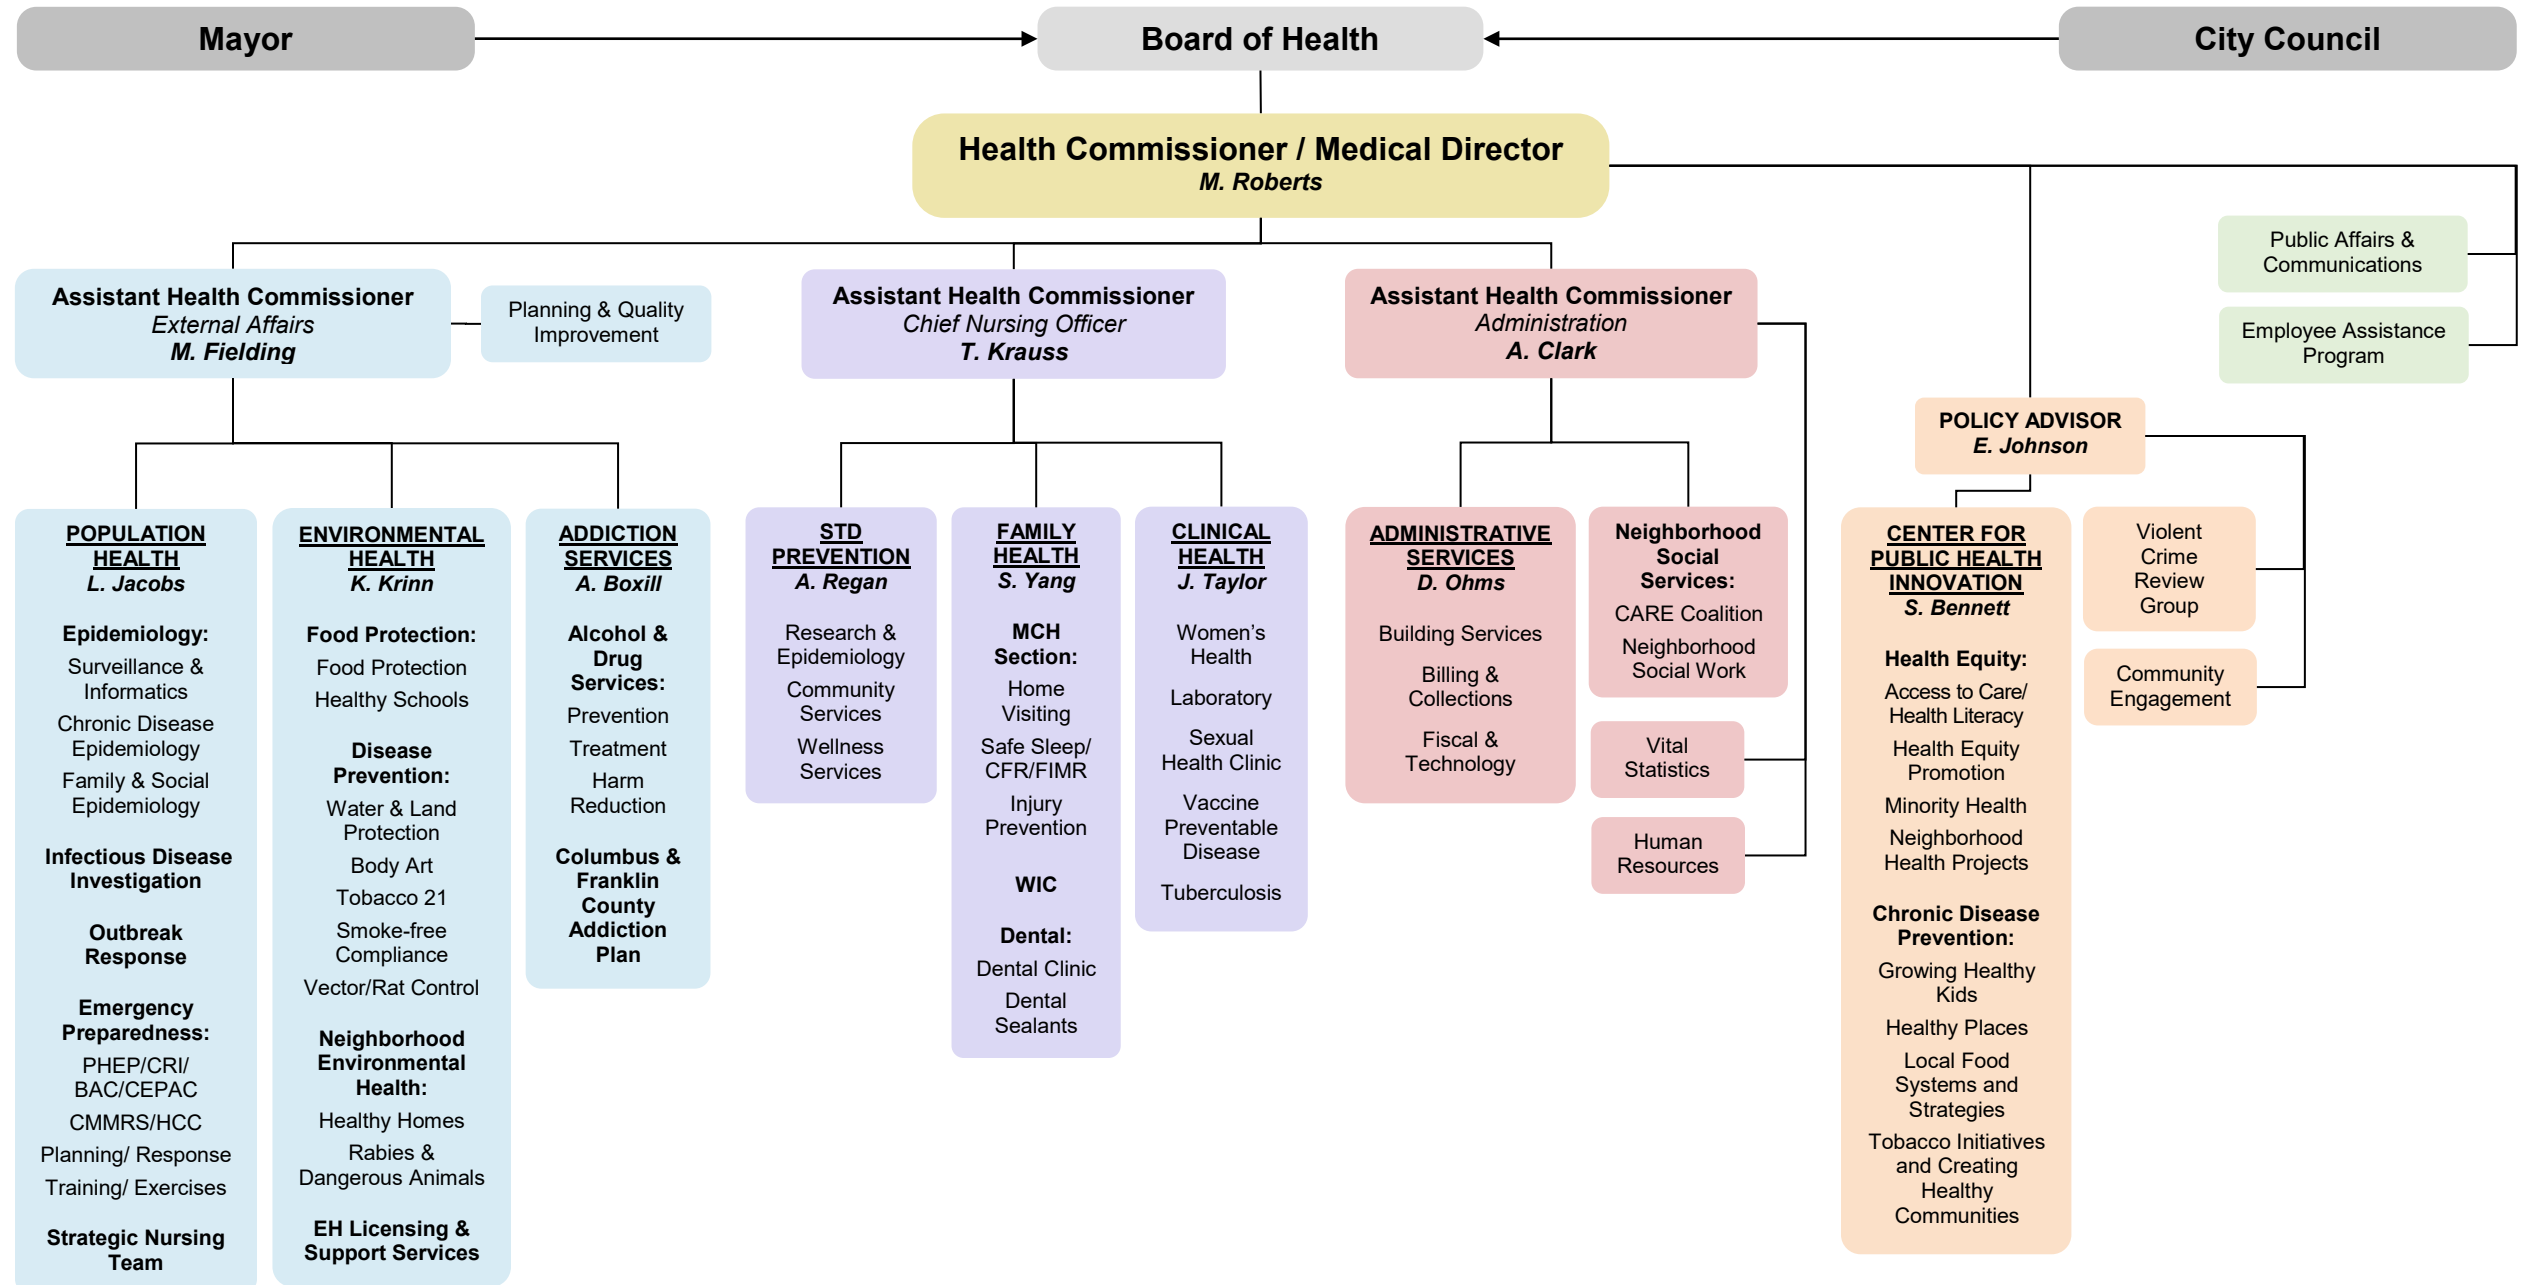 Mayor
Board of Health
City Council
Health Commissioner / Medical Director
M. Roberts
Assistant Health Commissioner
External Affairs
M. Fielding
Planning & Quality
Improvement
Assistant Health Commissioner
Chief Nursing Officer
T. Krauss
Assistant Health Commissioner
Administration
A. Clark
Public Affairs &
Communications
Employee Assistance
Program
POLICY ADVISOR
E. Johnson
POPULATION
HEALTH
L. Jacobs
Epidemiology:
Surveillance &
Informatics
Chronic Disease
Epidemiology
Family & Social
Epidemiology
Infectious Disease
Investigation
Outbreak
Response
Emergency
Preparedness:
PHEP/CRI/
BAC/CEPAC
CMMRS/HCC
Planning/ Response
Training/ Exercises
Strategic Nursing
Team
ENVIRONMENTAL
HEALTH
K. Krinn
Food Protection:
Food Protection
Healthy Schools
Disease
Prevention:
Water & Land
Protection
Body Art
Tobacco 21
Smoke-free
Compliance
Vector/Rat Control
Neighborhood
Environmental
Health:
Healthy Homes
Rabies &
Dangerous Animals
EH Licensing &
Support Services
ADDICTION
SERVICES
A. Boxill
Alcohol &
Drug
Services:
Prevention
Treatment
Harm
Reduction
Columbus &
Franklin
County
Addiction
Plan
STD
PREVENTION
A. Regan
Research &
Epidemiology
Community
Services
Wellness
Services
FAMILY
HEALTH
S. Yang
MCH
Section:
Home
Visiting
Safe Sleep/
CFR/FIMR
Injury
Prevention
WIC
Dental:
Dental Clinic
Dental
Sealants
CLINICAL
HEALTH
J. Taylor
Women’s
Health
Laboratory
Sexual
Health Clinic
Vaccine
Preventable
Disease
Tuberculosis
ADMINISTRATIVE
SERVICES
D. Ohms
Building Services
Billing &
Collections
Fiscal &
Technology
Neighborhood
Social
Services:
CARE Coalition
Neighborhood
Social Work
Vital
Statistics
Human
Resources
CENTER FOR
PUBLIC HEALTH
INNOVATION
S. Bennett
Health Equity:
Access to Care/
Health Literacy
Health Equity
Promotion
Minority Health
Neighborhood
Health Projects
Chronic Disease
Prevention:
Growing Healthy
Kids
Healthy Places
Local Food
Systems and
Strategies
Tobacco Initiatives
and Creating
Healthy
Communities
Violent
Crime
Review
Group
Community
Engagement